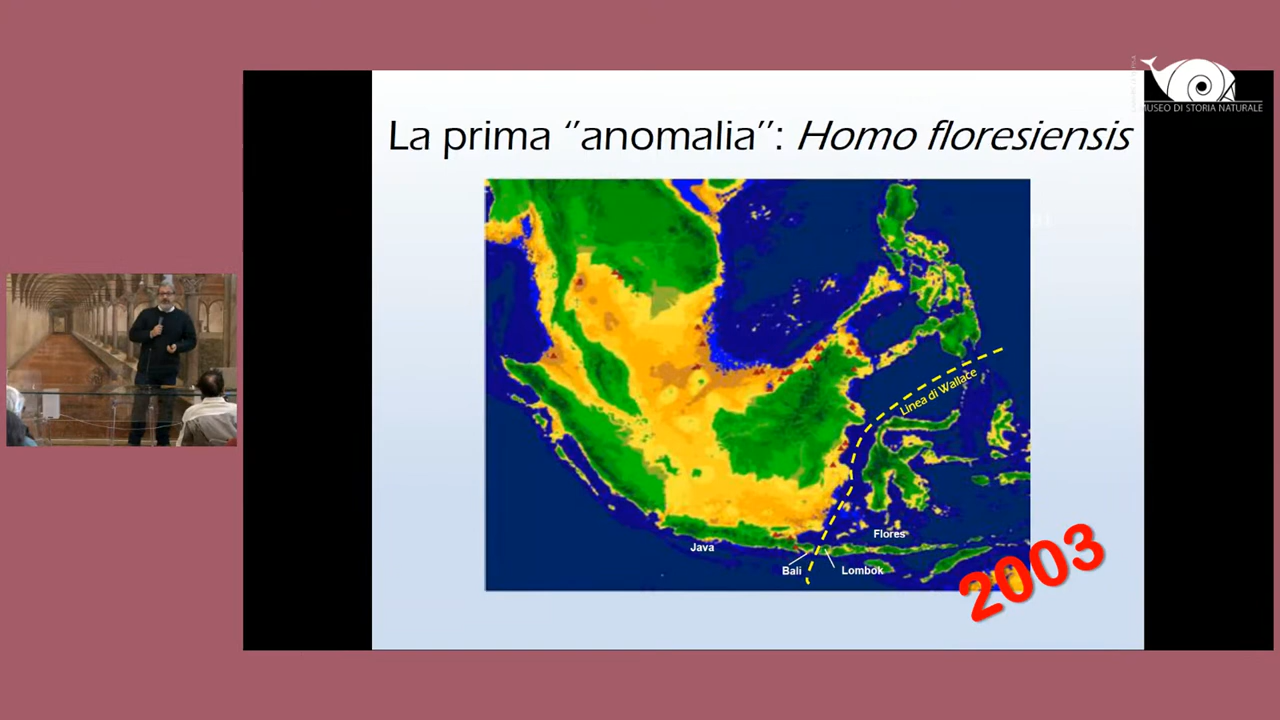 MUSEO DI STORIA NATURALE
La prima “anomalia”: Homo floresiensis
Linea di Wallace
Flores
Java
Bali
Lombok
2003